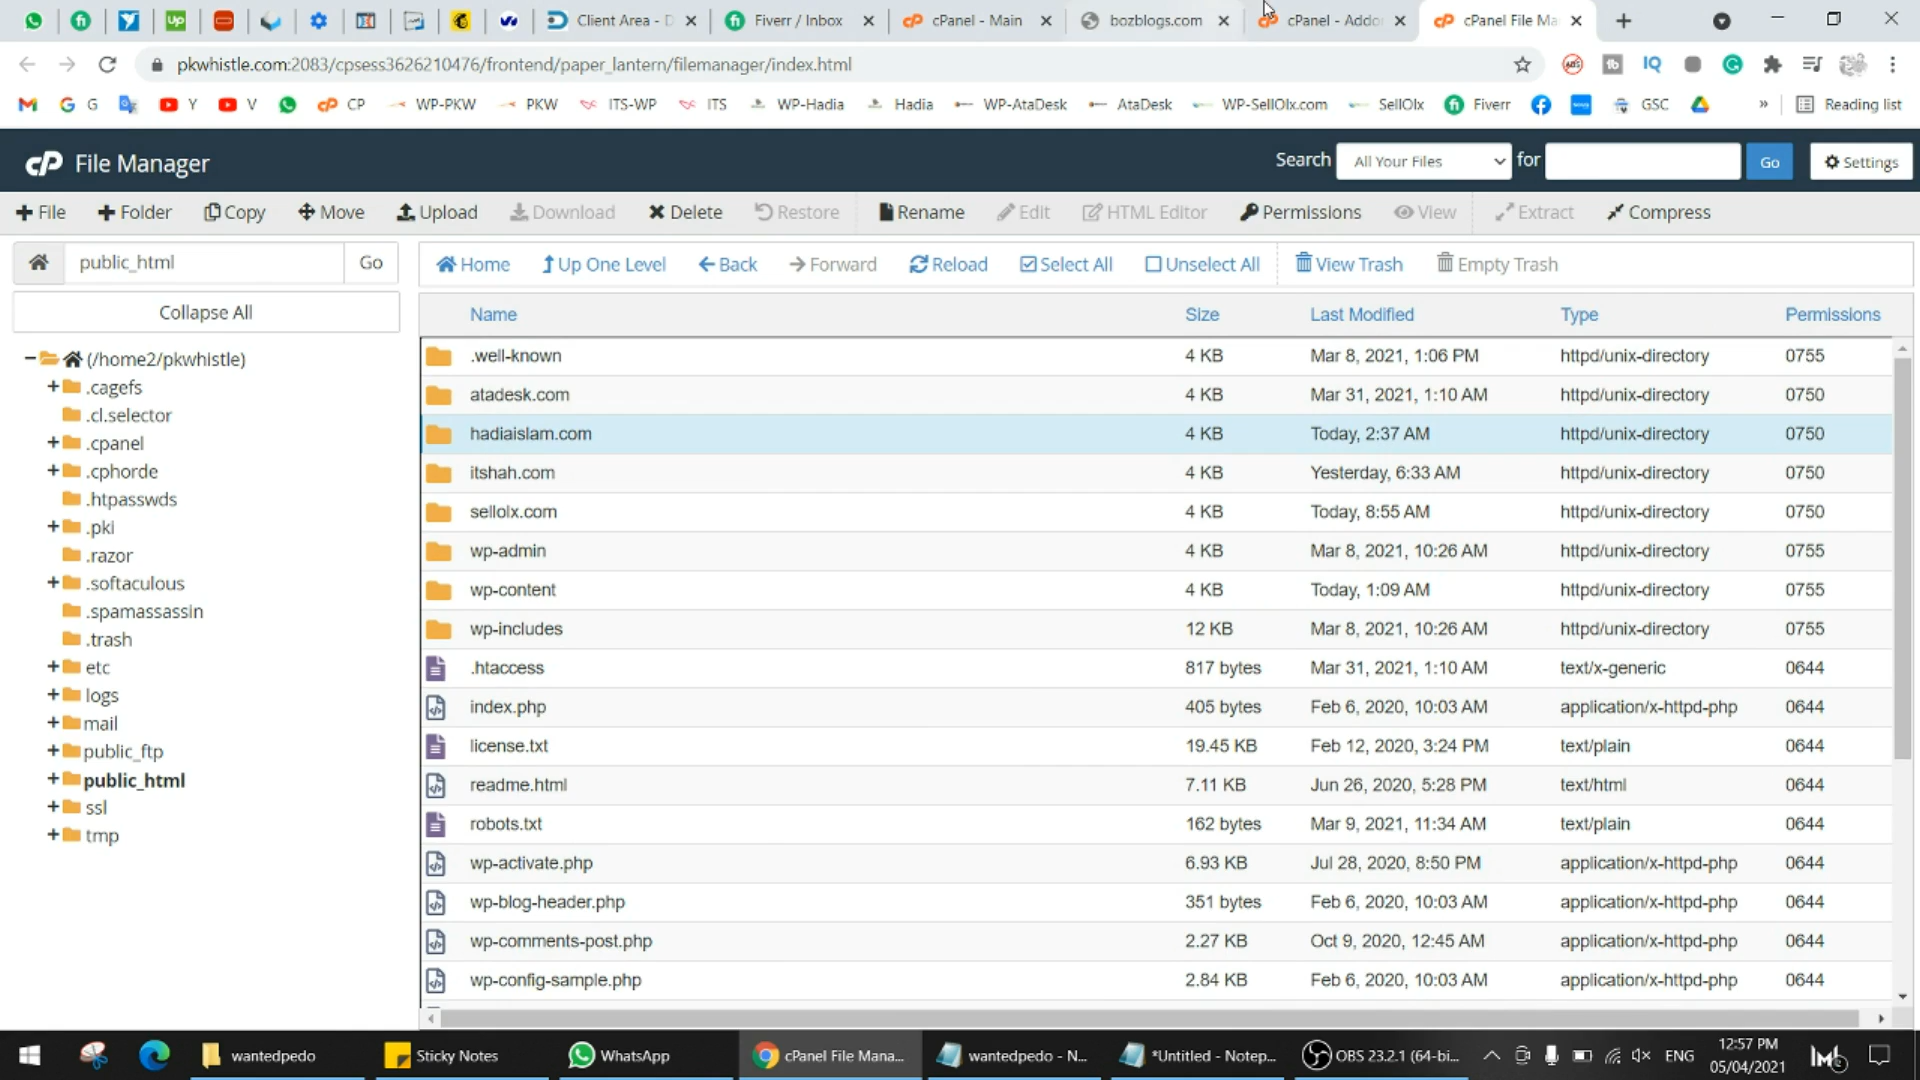 Client Area - D
Fiverr / Inbox
cPanel - Main
bozblogs.com
cPanel - Addo
cPanel File Ma
pkwhistle.com:2083/cpsess3626210476/frontend/paper_lantern/filemanager/index.html
G
Y
V
CP
WP-PKW
PKW
ITS-WP
ITS
WP-Hadia
Hadia
WP-AtaDesk
AtaDesk
WP-SellOlx.com
SellOlx
Fiverr
GSC
»
Reading list
cP File Manager
Search
All Your Files
for
Go
Settings
File
Folder
Copy
Move
Upload
Download
Delete
Restore
Rename
Edit
HTML Editor
Permissions
View
Extract
Compress
public_html
Go
Home
Up One Level
Back
Forward
Reload
Select All
Unselect All
View Trash
Empty Trash
Collapse All
(/home2/pkwhistle)
.cagefs
.cl.selector
.cpanel
.cphorde
.htpasswds
.pki
.razor
.softaculous
.spamassassin
.trash
etc
logs
mail
public_ftp
public_html
ssl
tmp
Name Size Last Modified Type Permissions
.well-known 4 KB Mar 8, 2021, 1:06 PM httpd/unix-directory 0755
atadesk.com 4 KB Mar 31, 2021, 1:10 AM httpd/unix-directory 0750
hadiaislam.com 4 KB Today, 2:37 AM httpd/unix-directory 0750
itshah.com 4 KB Yesterday, 6:33 AM httpd/unix-directory 0750
sellolx.com 4 KB Today, 8:55 AM httpd/unix-directory 0750
wp-admin 4 KB Mar 8, 2021, 10:26 AM httpd/unix-directory 0755
wp-content 4 KB Today, 1:09 AM httpd/unix-directory 0755
wp-includes 12 KB Mar 8, 2021, 10:26 AM httpd/unix-directory 0755
.htaccess 817 bytes Mar 31, 2021, 1:10 AM text/x-generic 0644
index.php 405 bytes Feb 6, 2020, 10:03 AM application/x-httpd-php 0644
license.txt 19.45 KB Feb 12, 2020, 3:24 PM text/plain 0644
readme.html 7.11 KB Jun 26, 2020, 5:28 PM text/html 0644
robots.txt 162 bytes Mar 9, 2021, 11:34 AM text/plain 0644
wp-activate.php 6.93 KB Jul 28, 2020, 8:50 PM application/x-httpd-php 0644
wp-blog-header.php 351 bytes Feb 6, 2020, 10:03 AM application/x-httpd-php 0644
wp-comments-post.php 2.27 KB Oct 9, 2020, 12:45 AM application/x-httpd-php 0644
wp-config-sample.php 2.84 KB Feb 6, 2020, 10:03 AM application/x-httpd-php 0644
wantedpedo
Sticky Notes
WhatsApp
cPanel File Mana...
wantedpedo - N...
*Untitled - Notep...
OBS 23.2.1 (64-bi...
ENG
12:57 PM
05/04/2021